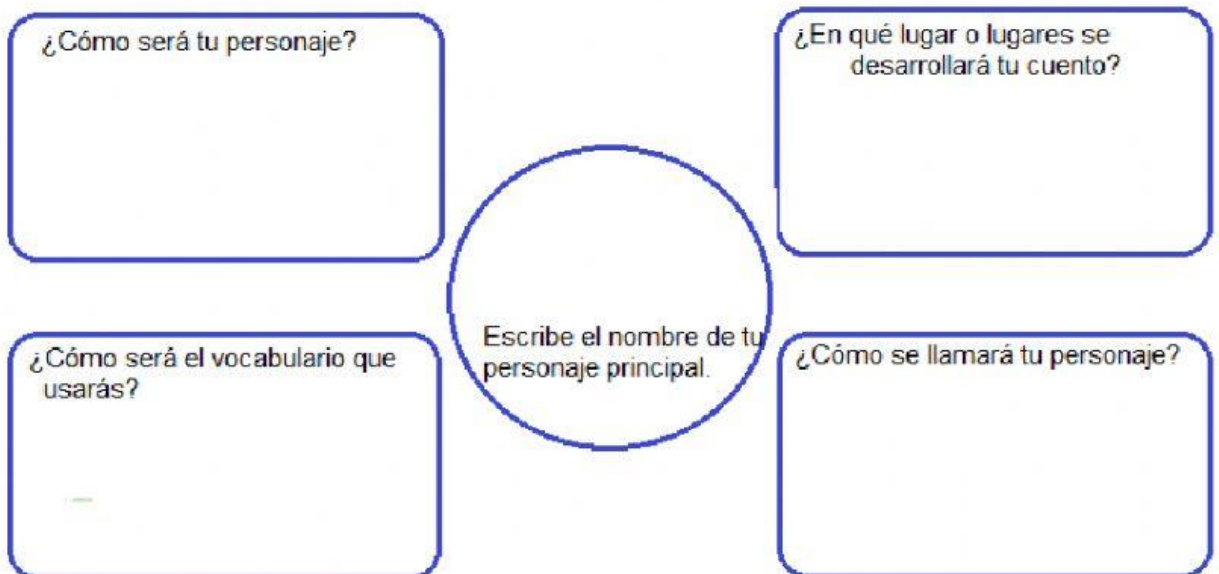 ¿Cómo será tu personaje?
¿En qué lugar o lugares se
desarrollará tu cuento?
Escribe el nombre de tu
personaje principal.
¿Cómo será el vocabulario que
usarás?
¿Cómo se llamará tu personaje?